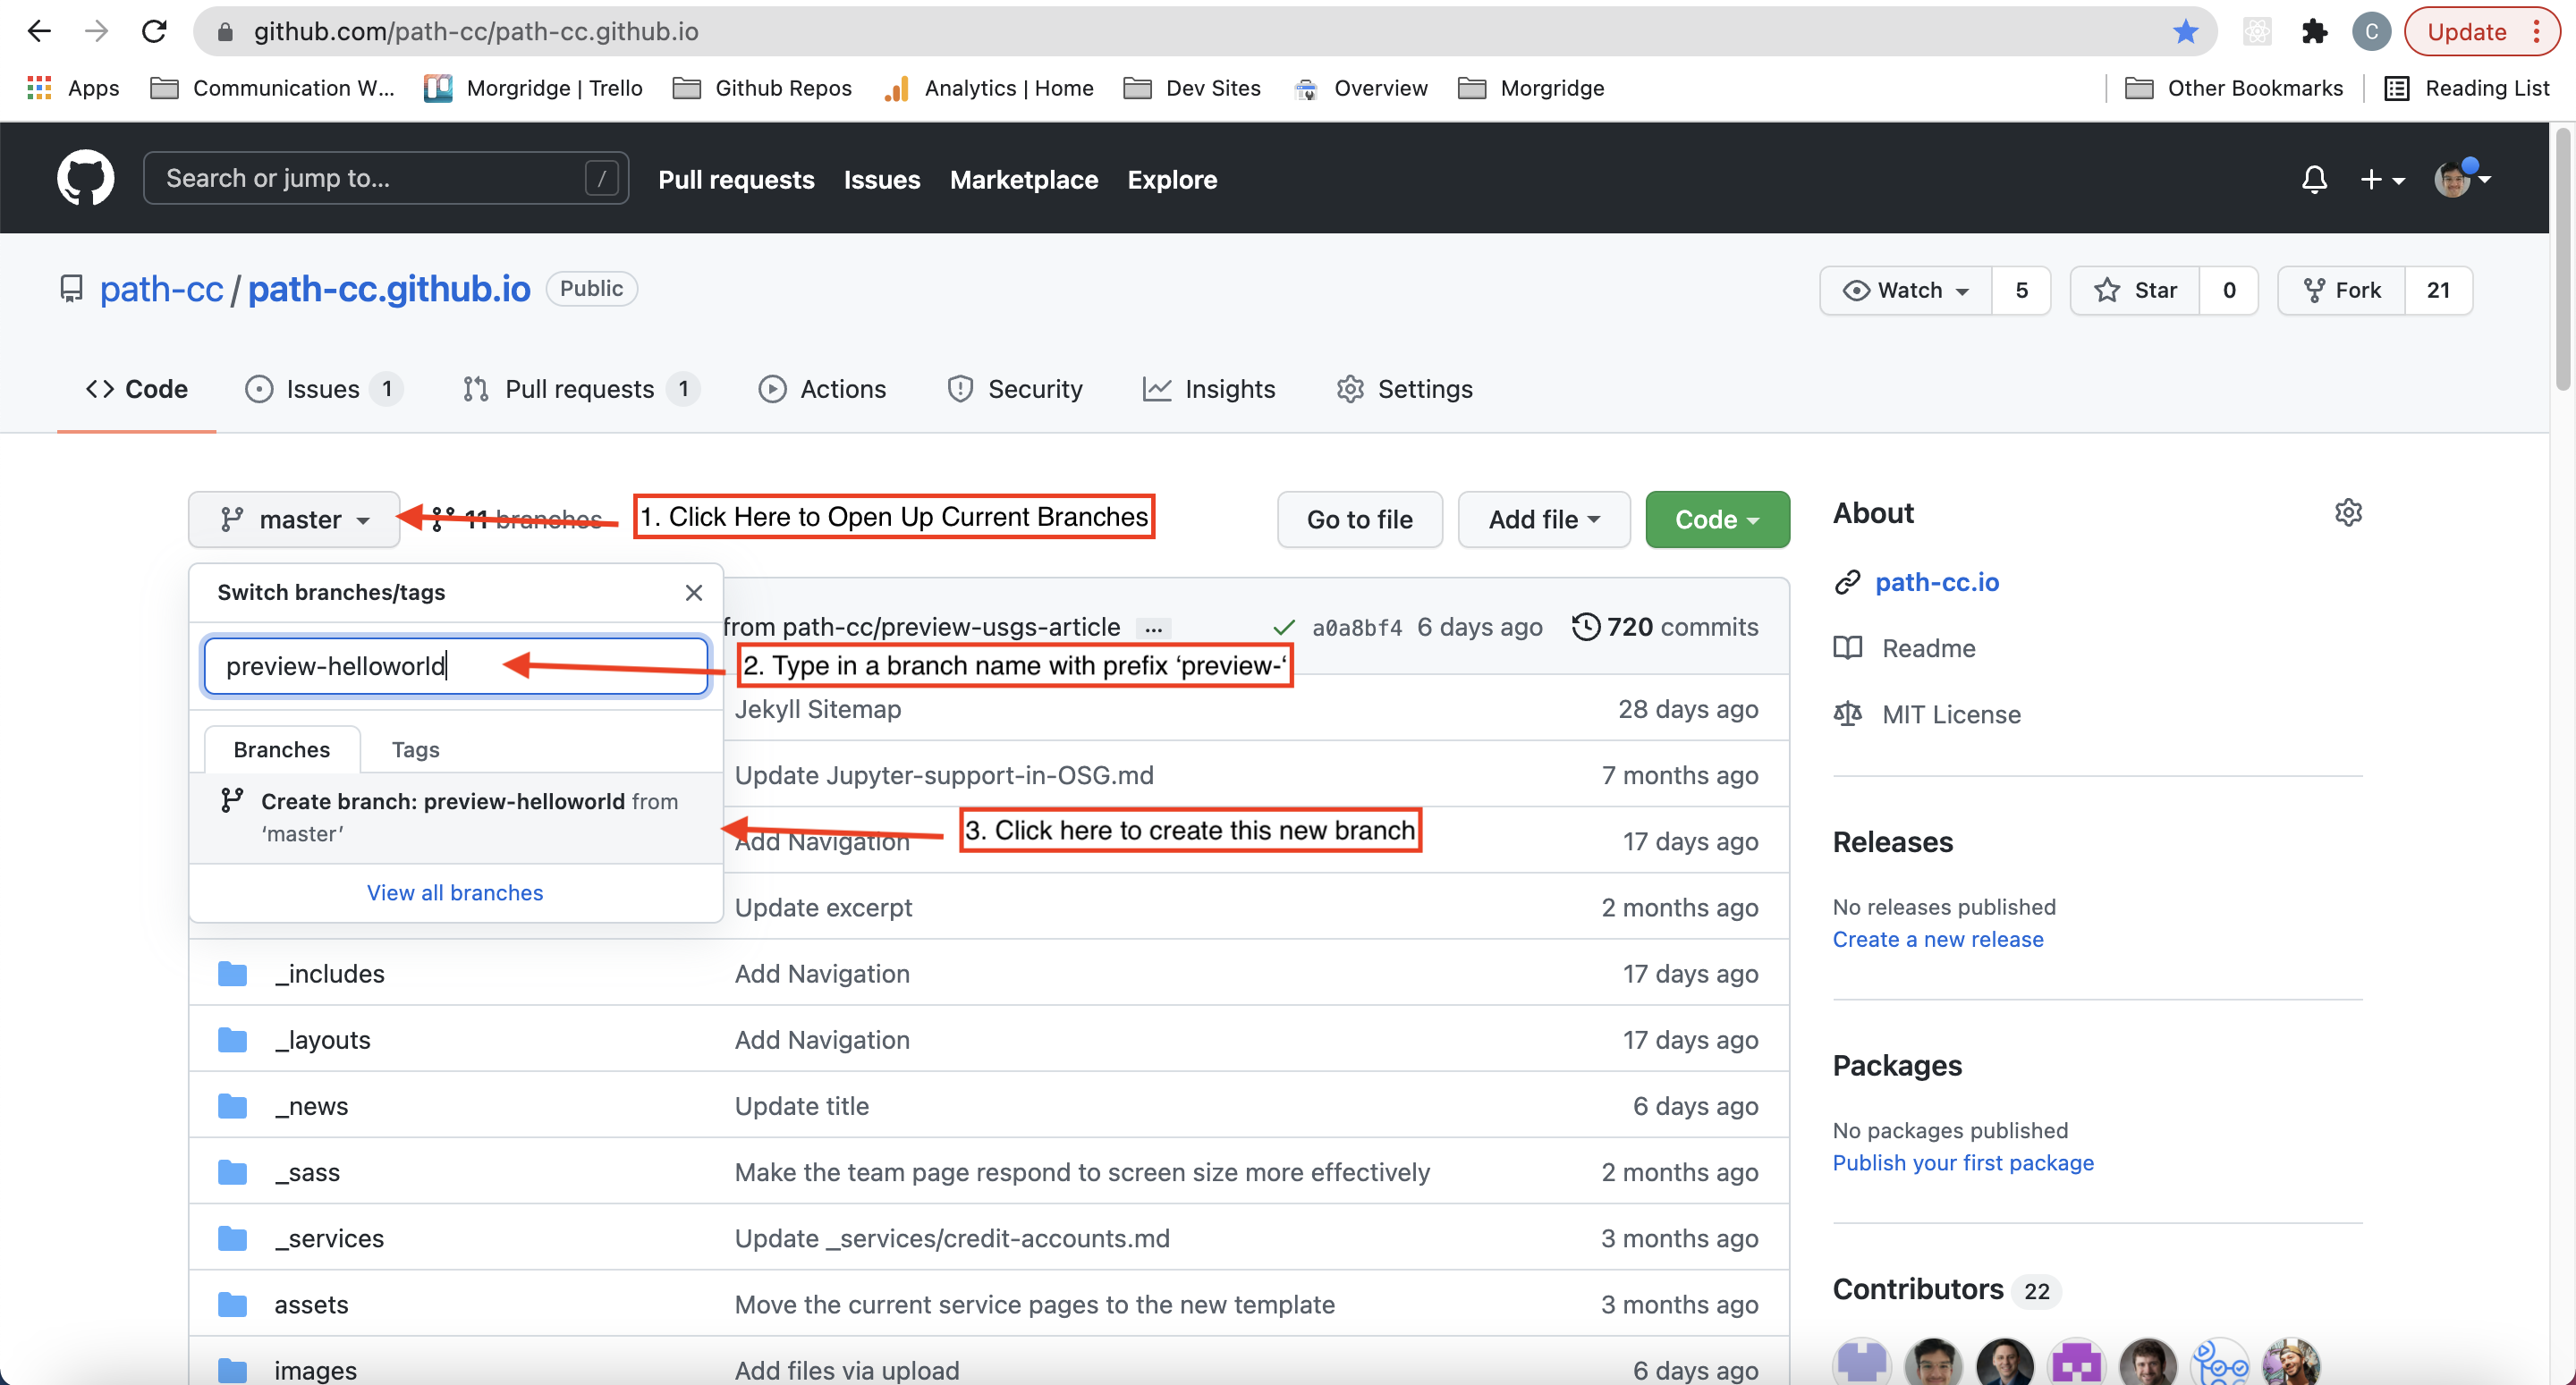 github.com/path-cc/path-cc.github.io
C
Update
Apps
Communication W...
Morgridge | Trello
Github Repos
Analytics | Home
Dev Sites
Overview
Morgridge
Other Bookmarks
Reading List
Search or jump to...
/
Pull requests
Issues
Marketplace
Explore
path-cc / path-cc.github.io
Public
Watch
5
Star
0
Fork
21
Code
Issues 1
Pull requests 1
Actions
Security
Insights
Settings
master
11 branches
1. Click Here to Open Up Current Branches
Go to file
Add file
Code
Switch branches/tags
preview-helloworld
2. Type in a branch name with prefix ‘preview-‘
Branches
Tags
Create branch: preview-helloworld from
‘master’
3. Click here to create this new branch
View all branches
from path-cc/preview-usgs-article ...
a0a8bf4 6 days ago
720 commits
Jekyll Sitemap
28 days ago
Update Jupyter-support-in-OSG.md
7 months ago
Add Navigation
17 days ago
Update excerpt
2 months ago
_includes
Add Navigation
17 days ago
_layouts
Add Navigation
17 days ago
_news
Update title
6 days ago
_sass
Make the team page respond to screen size more effectively
2 months ago
_services
Update _services/credit-accounts.md
3 months ago
assets
Move the current service pages to the new template
3 months ago
images
Add files via upload
6 days ago
About
path-cc.io
Readme
MIT License
Releases
No releases published
Create a new release
Packages
No packages published
Publish your first package
Contributors 22